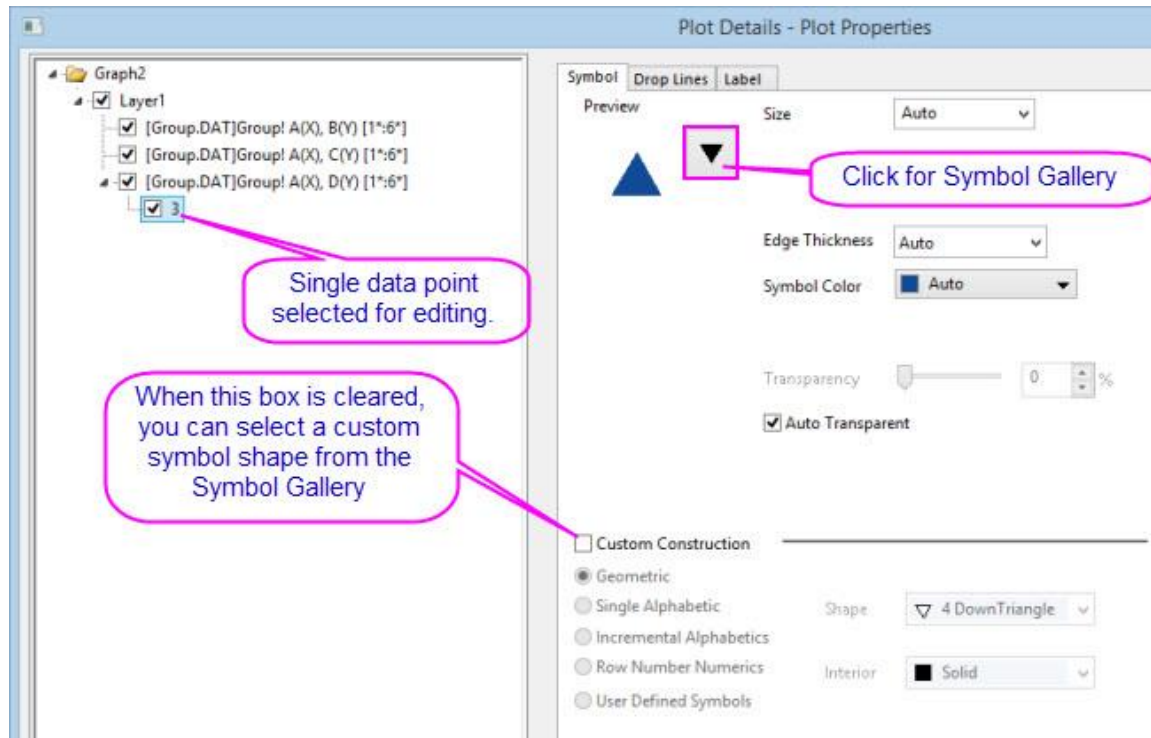 Plot Details - Plot Properties
Graph2
Layer1
[Group.DAT]Group! A(X), B(Y) [1*:6*]
[Group.DAT]Group! A(X), C(Y) [1*:6*]
[Group.DAT]Group! A(X), D(Y) [1*:6*]
3
Single data point
selected for editing.
When this box is cleared,
you can select a custom
symbol shape from the
Symbol Gallery
Symbol Drop Lines Label
Preview
Size Auto
Click for Symbol Gallery
Edge Thickness Auto
Symbol Color Auto
Transparency 0 %
Auto Transparent
Custom Construction
Geometric
Single Alphabetic Shape 4 DownTriangle
Incremental Alphabetics
Row Number Numerics Interior Solid
User Defined Symbols